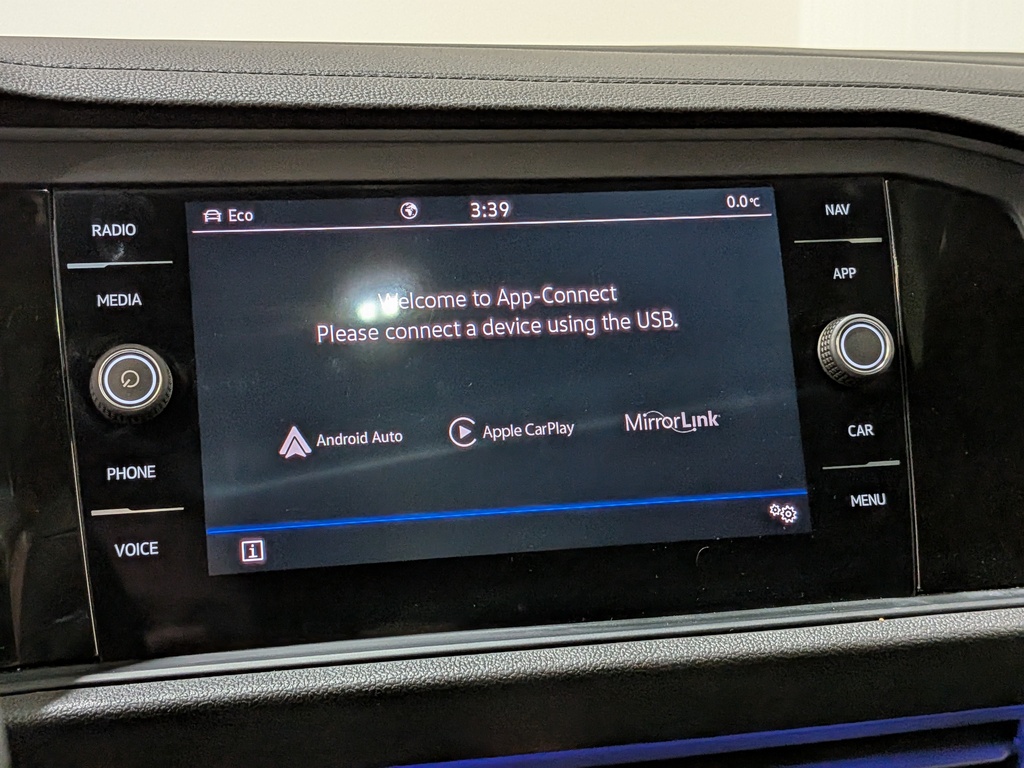 RADIO
MEDIA
PHONE
VOICE
Eco
3:39
0.0°C
Welcome to App-Connect
Please connect a device using the USB.
Android Auto
Apple CarPlay
MirrorLink
i
NAV
APP
CAR
MENU